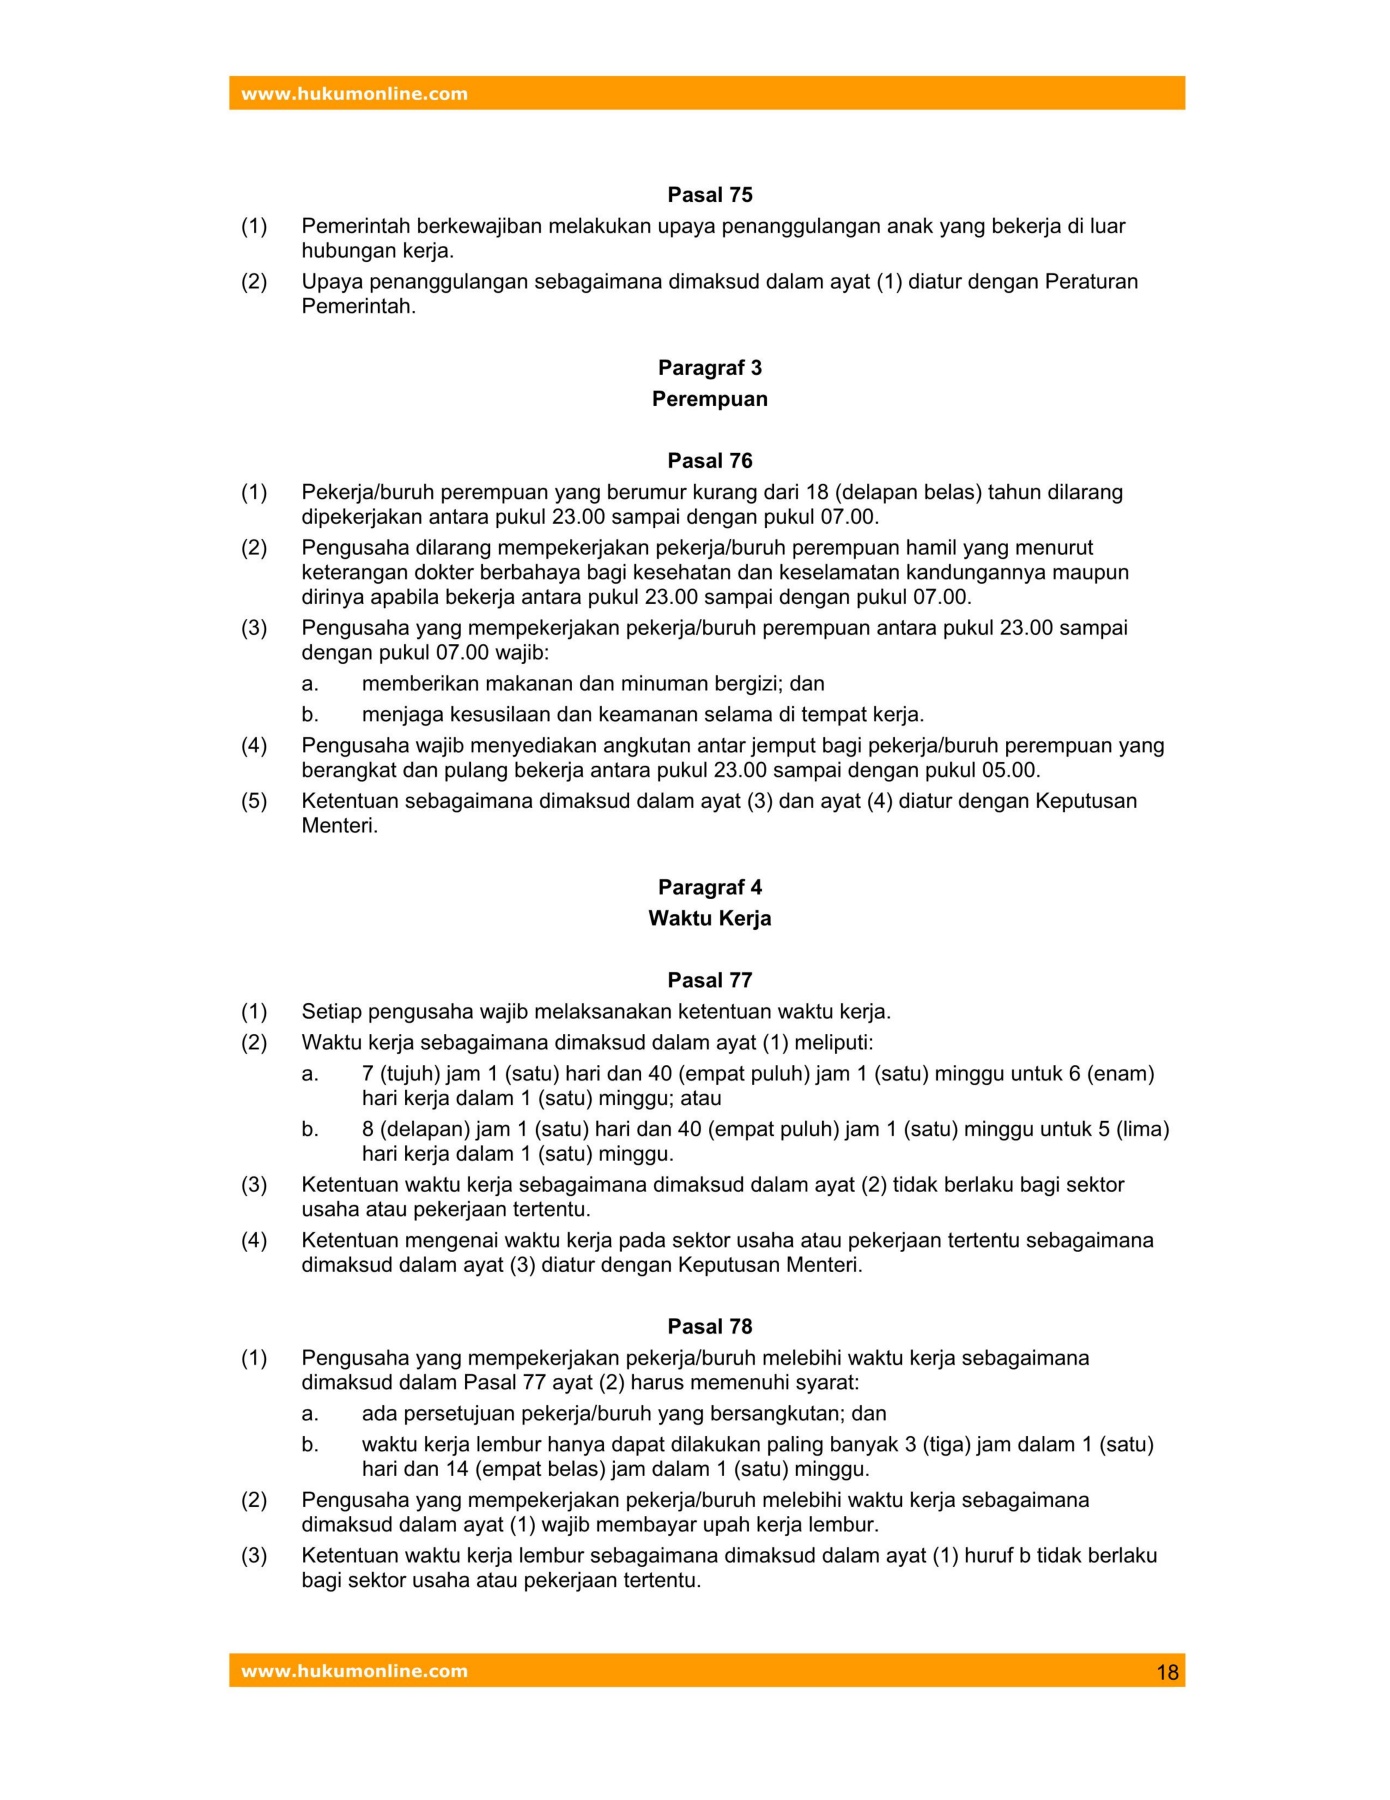 www.hukumonline.com
Pasal 75
(1) Pemerintah berkewajiban melakukan upaya penanggulangan anak yang bekerja di luar
hubungan kerja.
(2) Upaya penanggulangan sebagaimana dimaksud dalam ayat (1) diatur dengan Peraturan
Pemerintah.
Paragraf 3
Perempuan
Pasal 76
(1) Pekerja/buruh perempuan yang berumur kurang dari 18 (delapan belas) tahun dilarang
dipekerjakan antara pukul 23.00 sampai dengan pukul 07.00.
(2) Pengusaha dilarang mempekerjakan pekerja/buruh perempuan hamil yang menurut
keterangan dokter berbahaya bagi kesehatan dan keselamatan kandungannya maupun
dirinya apabila bekerja antara pukul 23.00 sampai dengan pukul 07.00.
(3) Pengusaha yang mempekerjakan pekerja/buruh perempuan antara pukul 23.00 sampai
dengan pukul 07.00 wajib:
a. memberikan makanan dan minuman bergizi; dan
b. menjaga kesusilaan dan keamanan selama di tempat kerja.
(4) Pengusaha wajib menyediakan angkutan antar jemput bagi pekerja/buruh perempuan yang
berangkat dan pulang bekerja antara pukul 23.00 sampai dengan pukul 05.00.
(5) Ketentuan sebagaimana dimaksud dalam ayat (3) dan ayat (4) diatur dengan Keputusan
Menteri.
Paragraf 4
Waktu Kerja
Pasal 77
(1) Setiap pengusaha wajib melaksanakan ketentuan waktu kerja.
(2) Waktu kerja sebagaimana dimaksud dalam ayat (1) meliputi:
a. 7 (tujuh) jam 1 (satu) hari dan 40 (empat puluh) jam 1 (satu) minggu untuk 6 (enam)
hari kerja dalam 1 (satu) minggu; atau
b. 8 (delapan) jam 1 (satu) hari dan 40 (empat puluh) jam 1 (satu) minggu untuk 5 (lima)
hari kerja dalam 1 (satu) minggu.
(3) Ketentuan waktu kerja sebagaimana dimaksud dalam ayat (2) tidak berlaku bagi sektor
usaha atau pekerjaan tertentu.
(4) Ketentuan mengenai waktu kerja pada sektor usaha atau pekerjaan tertentu sebagaimana
dimaksud dalam ayat (3) diatur dengan Keputusan Menteri.
Pasal 78
(1) Pengusaha yang mempekerjakan pekerja/buruh melebihi waktu kerja sebagaimana
dimaksud dalam Pasal 77 ayat (2) harus memenuhi syarat:
a. ada persetujuan pekerja/buruh yang bersangkutan; dan
b. waktu kerja lembur hanya dapat dilakukan paling banyak 3 (tiga) jam dalam 1 (satu)
hari dan 14 (empat belas) jam dalam 1 (satu) minggu.
(2) Pengusaha yang mempekerjakan pekerja/buruh melebihi waktu kerja sebagaimana
dimaksud dalam ayat (1) wajib membayar upah kerja lembur.
(3) Ketentuan waktu kerja lembur sebagaimana dimaksud dalam ayat (1) huruf b tidak berlaku
bagi sektor usaha atau pekerjaan tertentu.
www.hukumonline.com 18